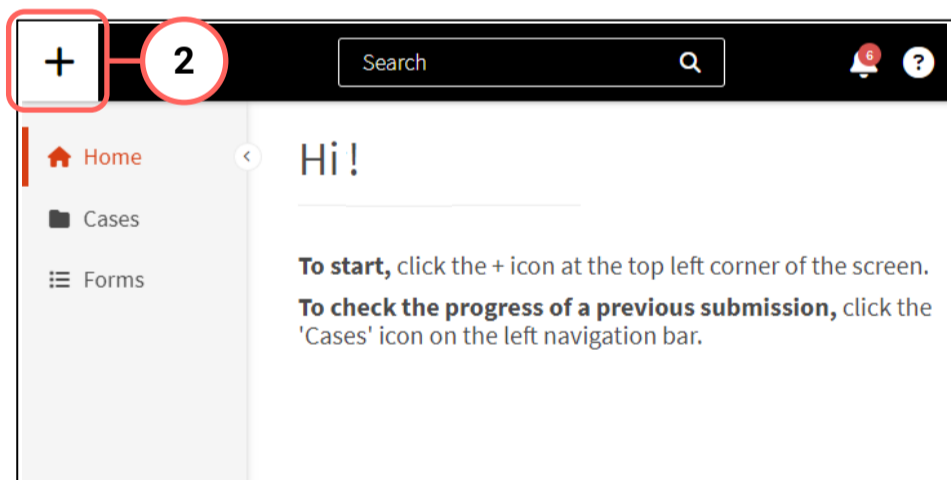 +
2
Search
6
?
Home
Hi !
Cases
To start, click the + icon at the top left corner of the screen.
Forms
To check the progress of a previous submission, click the
'Cases' icon on the left navigation bar.